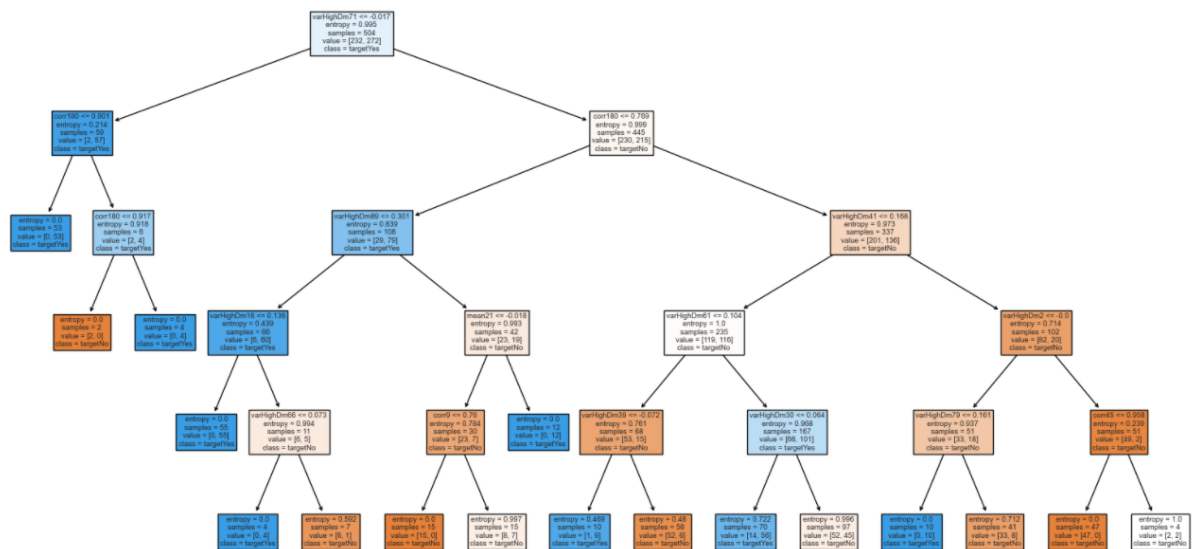 varHighDm71 <= -0.017
entropy = 0.995
samples = 504
value = [232, 272]
class = targetYes
corr180 <= 0.901
entropy = 0.214
samples = 59
value = [2, 57]
class = targetYes
corr180 <= 0.769
entropy = 0.999
samples = 445
value = [230, 215]
class = targetNo
entropy = 0.0
samples = 53
value = [0, 53]
class = targetYes
corr180 <= 0.917
entropy = 0.918
samples = 6
value = [2, 4]
class = targetYes
varHighDm89 <= 0.301
entropy = 0.839
samples = 108
value = [29, 79]
class = targetYes
varHighDm41 <= 0.168
entropy = 0.973
samples = 337
value = [201, 136]
class = targetNo
entropy = 0.0
samples = 2
value = [2, 0]
class = targetNo
entropy = 0.0
samples = 4
value = [0, 4]
class = targetYes
varHighDm16 <= 0.136
entropy = 0.439
samples = 66
value = [6, 60]
class = targetYes
mean21 <= -0.018
entropy = 0.993
samples = 42
value = [23, 19]
class = targetNo
varHighDm61 <= 0.104
entropy = 1.0
samples = 235
value = [119, 116]
class = targetNo
varHighDm2 <= -0.0
entropy = 0.714
samples = 102
value = [82, 20]
class = targetNo
entropy = 0.0
samples = 55
value = [0, 55]
class = targetYes
varHighDm66 <= 0.073
entropy = 0.994
samples = 11
value = [6, 5]
class = targetNo
corr9 <= 0.76
entropy = 0.784
samples = 30
value = [23, 7]
class = targetNo
entropy = 0.0
samples = 12
value = [0, 12]
class = targetYes
varHighDm39 <= -0.072
entropy = 0.761
samples = 68
value = [53, 15]
class = targetNo
varHighDm30 <= 0.064
entropy = 0.968
samples = 167
value = [66, 101]
class = targetYes
varHighDm79 <= 0.161
entropy = 0.937
samples = 51
value = [33, 18]
class = targetNo
corr45 <= 0.958
entropy = 0.239
samples = 51
value = [49, 2]
class = targetNo
entropy = 0.0
samples = 4
value = [0, 4]
class = targetYes
entropy = 0.592
samples = 7
value = [6, 1]
class = targetNo
entropy = 0.0
samples = 15
value = [15, 0]
class = targetNo
entropy = 0.997
samples = 15
value = [8, 7]
class = targetNo
entropy = 0.469
samples = 10
value = [1, 9]
class = targetYes
entropy = 0.48
samples = 58
value = [52, 6]
class = targetNo
entropy = 0.722
samples = 70
value = [14, 56]
class = targetYes
entropy = 0.996
samples = 97
value = [52, 45]
class = targetNo
entropy = 0.0
samples = 10
value = [0, 10]
class = targetYes
entropy = 0.712
samples = 41
value = [33, 8]
class = targetNo
entropy = 0.0
samples = 47
value = [47, 0]
class = targetNo
entropy = 1.0
samples = 4
value = [2, 2]
class = targetNo